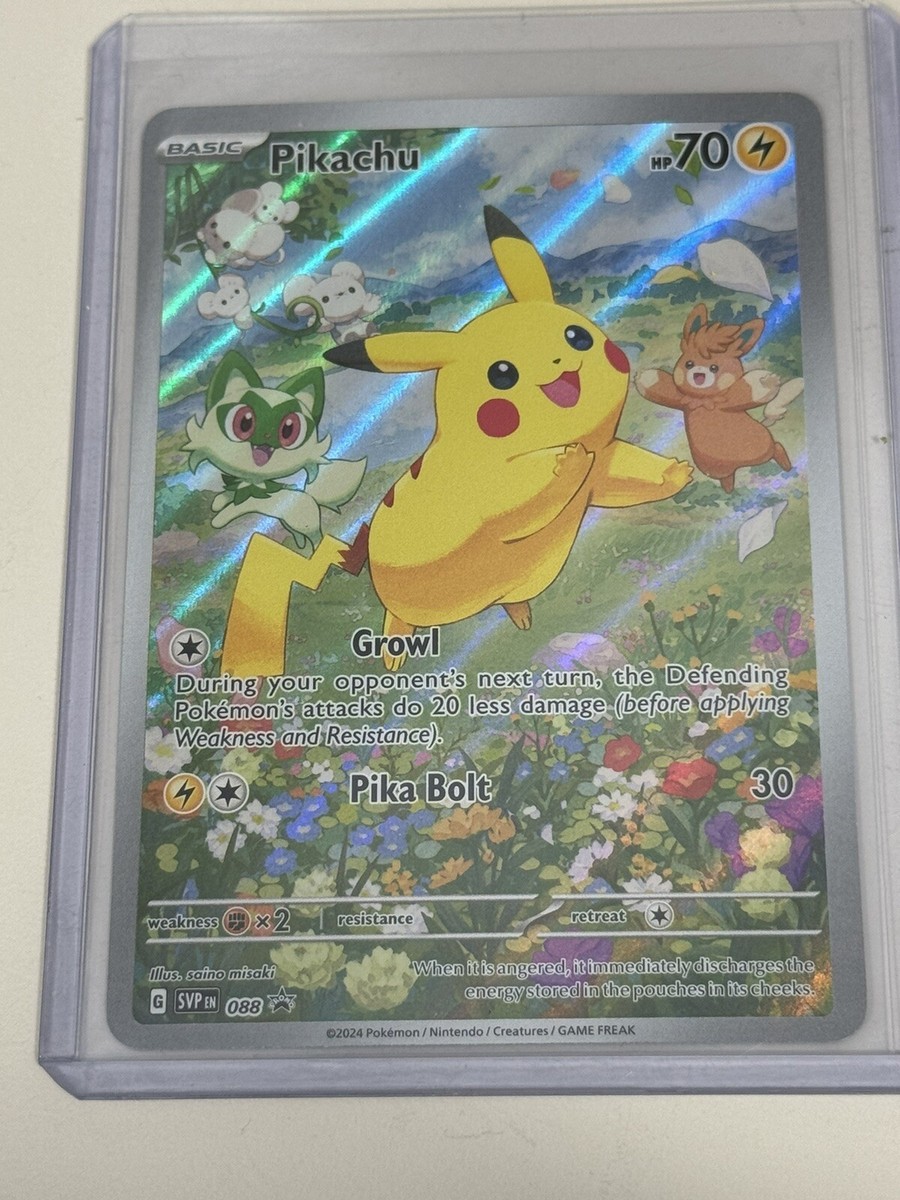 BASIC Pikachu HP70
Growl
During your opponent's next turn, the Defending
Pokémon's attacks do 20 less damage (before applying
Weakness and Resistance).
Pika Bolt 30
weakness ×2 resistance retreat
Illus. saino misaki
When it is angered, it immediately discharges the
energy stored in the pouches in its cheeks.
G SVP EN 088
©2024 Pokémon / Nintendo / Creatures / GAME FREAK